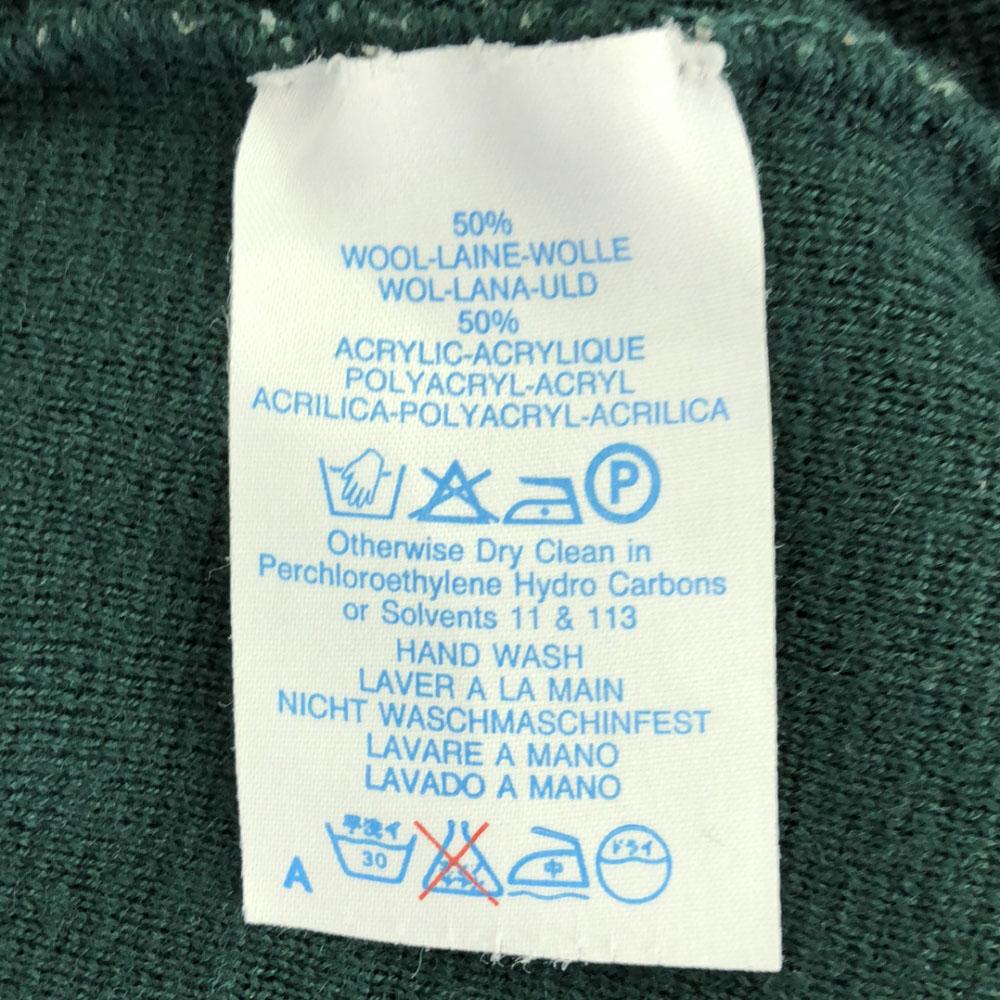 50%
WOOL-LAINE-WOLLE
WOL-LANA-ULD
50%
ACRYLIC-ACRYLIQUE
POLYACRYL-ACRYL
ACRILICA-POLYACRYL-ACRILICA
P
Otherwise Dry Clean in
Perchloroethylene Hydro Carbons
or Solvents 11 & 113
HAND WASH
LAVER A LA MAIN
NICHT WASCHMASCHINFEST
LAVARE A MANO
LAVADO A MANO
手洗イ
30
中
ドライ
A